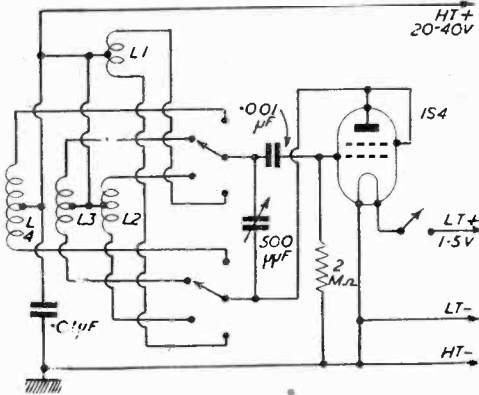 HT+
20-40V
L1
·001
µF
1S4
L
4
L3
L2
500
µµF
LT+
1·5V
2
MΩ
·01µF
LT-
HT-